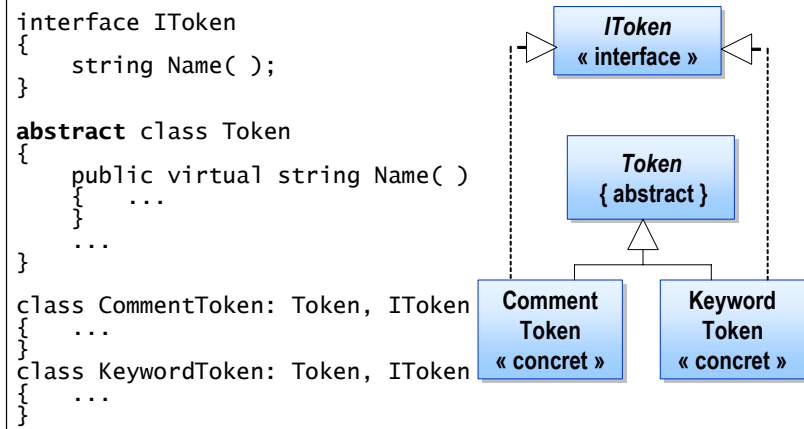 interface IToken
{
    string Name( );
}
abstract class Token
{
    public virtual string Name( )
    {   ...
    }
    ...
}
class CommentToken: Token, IToken
{   ...
}
class KeywordToken: Token, IToken
{   ...
}
IToken
« interface »
Token
{ abstract }
Comment
Token
« concret »
Keyword
Token
« concret »